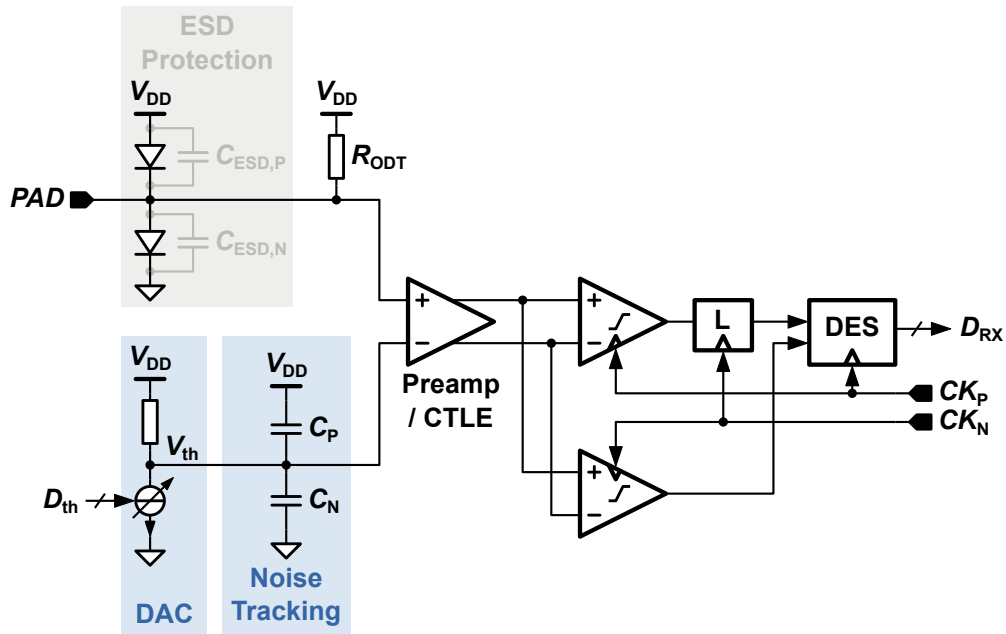 ESD
Protection
VDD
VDD
CESD,P
RODT
PAD
CESD,N
+
−
Preamp
/ CTLE
+
−
L
DES
DRX
CKP
CKN
VDD
VDD
CP
Vth
CN
Dth
+
−
DAC
Noise
Tracking